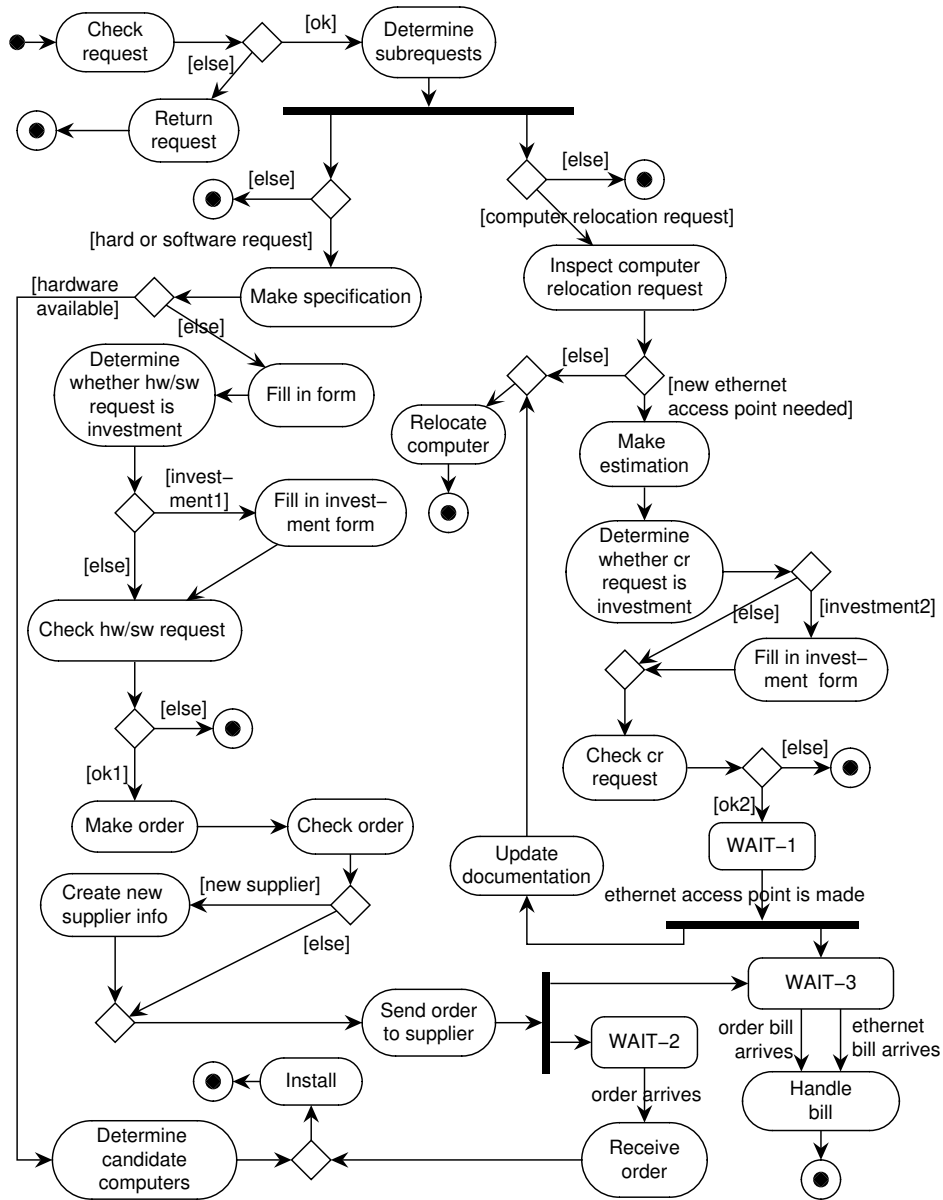 Check
request
[ok]
Determine
subrequests
[else]
Return
request
[else]
[else]
[computer relocation request]
[hard or software request]
Inspect computer
relocation request
[hardware
available]
Make specification
[else]
Determine
whether hw/sw
request is
investment
Fill in form
[else]
[new ethernet
access point needed]
Relocate
computer
Make
estimation
[invest–
ment1]
Fill in invest–
ment form
Determine
whether cr
request is
investment
[else]
[else]
[investment2]
Check hw/sw request
Fill in invest–
ment form
[else]
[ok1]
Check cr
request
[else]
[ok2]
Make order
Check order
WAIT–1
Update
documentation
Create new
supplier info
[new supplier]
[else]
ethernet access point is made
WAIT–3
Send order
to supplier
WAIT–2
order bill
arrives
ethernet
bill arrives
Install
order arrives
Handle
bill
Determine
candidate
computers
Receive
order